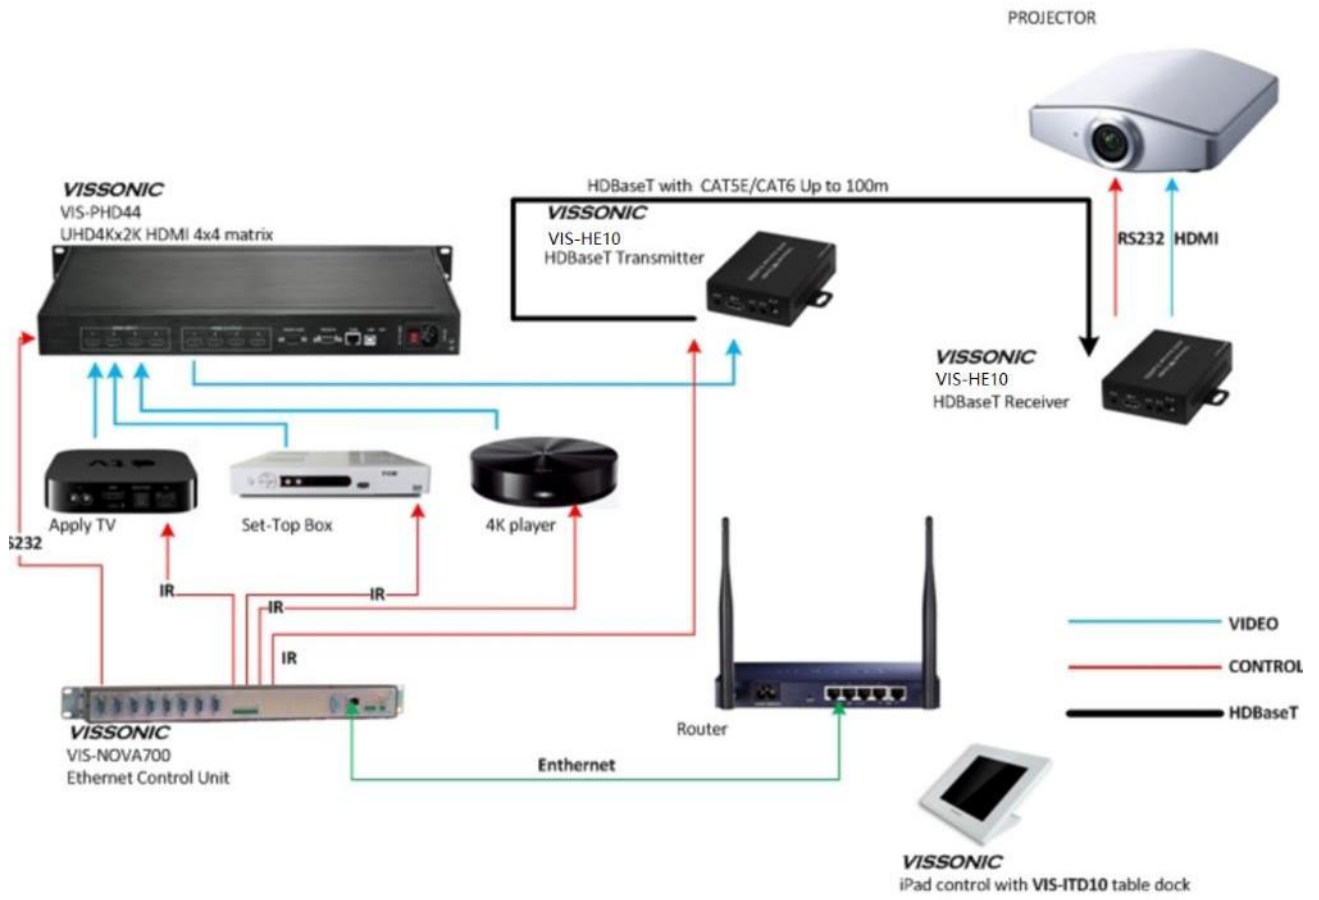 PROJECTOR
HDBaseT with CAT5E/CAT6 Up to 100m
VISSONIC
VIS-PHD44
UHD4Kx2K HDMI 4x4 matrix
VISSONIC
VIS-HE10
HDBaseT Transmitter
RS232 HDMI
VISSONIC
VIS-HE10
HDBaseT Receiver
Apply TV
Set-Top Box
4K player
S232
IR
IR
IR
IR
VISSONIC
VIS-NOVA700
Ethernet Control Unit
Router
Enthernet
VIDEO
CONTROL
HDBaseT
VISSONIC
iPad control with VIS-ITD10 table dock